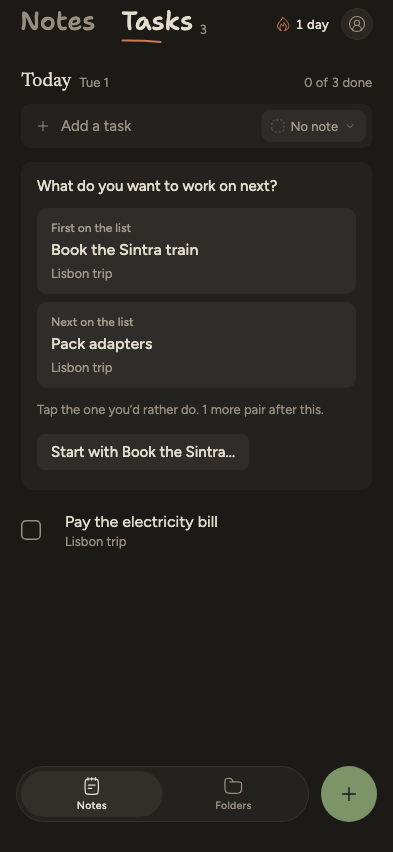 Notes
Tasks 3
1 day
Today Tue 1
0 of 3 done
Add a task
No note
What do you want to work on next?
First on the list
Book the Sintra train
Lisbon trip
Next on the list
Pack adapters
Lisbon trip
Tap the one you'd rather do. 1 more pair after this.
Start with Book the Sintra...
Pay the electricity bill
Lisbon trip
Notes
Folders